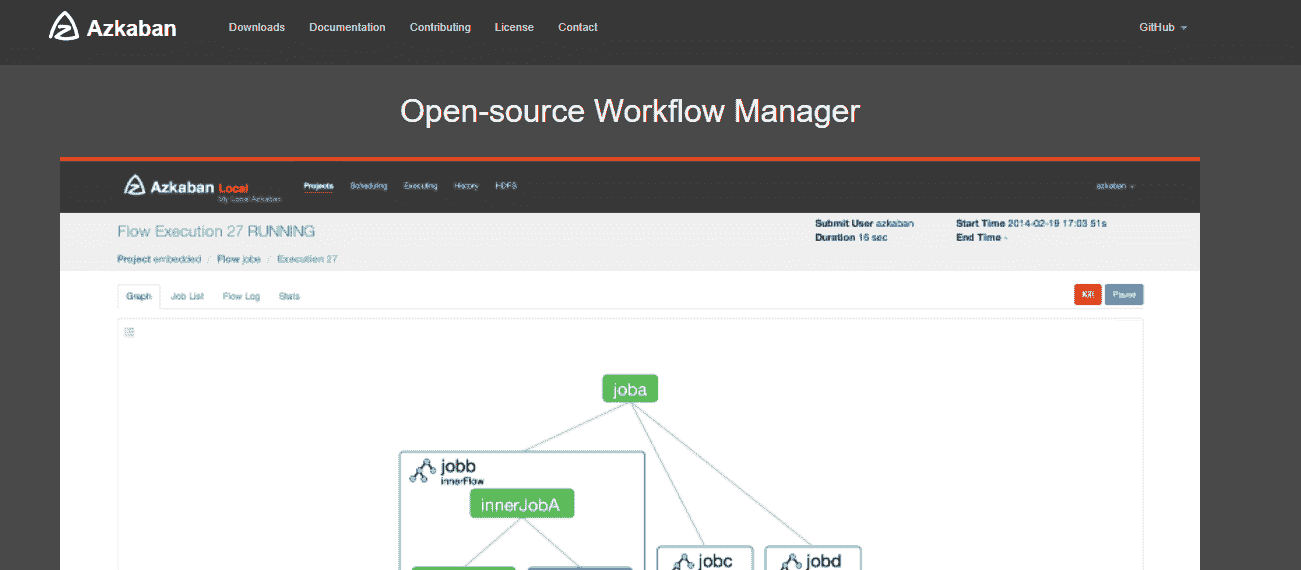 Azkaban Downloads Documentation Contributing License Contact GitHub
Open-source Workflow Manager
Azkaban Local Projects Scheduling Executing History HDFS azkaban
My Local Azkaban
Flow Execution 27 RUNNING
Submit User azkaban Start Time 2014-02-19 17:03 51s
Duration 16 sec End Time -
Project embedded / Flow jobe / Execution 27
Graph Job List Flow Log Stats Kill Pause
joba
jobb
innerFlow
innerJobA
jobc jobd